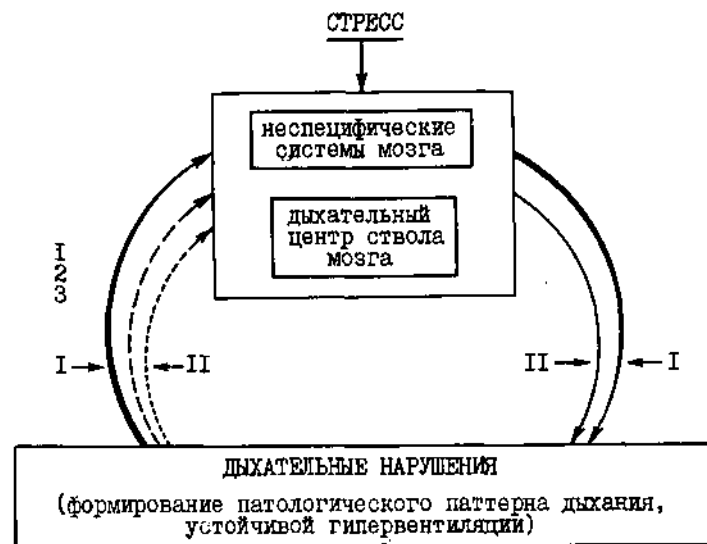 СТРЕСС
неспецифические
системы мозга
дыхательный
центр ствола
мозга
I
2
3
I
II
II
I
ДЫХАТЕЛЬНЫЕ НАРУШЕНИЯ
(формирование патологического паттерна дыхания,
устойчивой гипервентиляции)